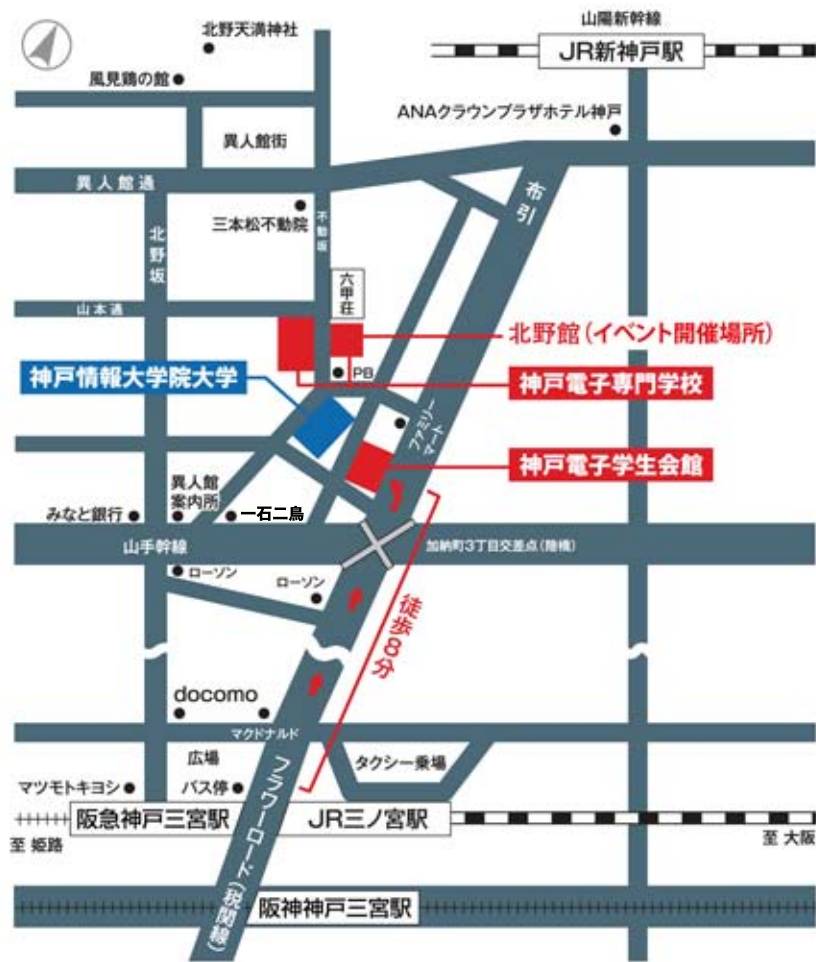 山陽新幹線
JR新神戸駅
北野天満神社
風見鶏の館
ANAクラウンプラザホテル神戸
異人館街
異人館通
布引
三本松不動院
不動坂
北野坂
六甲荘
山本通
北野館(イベント開催場所)
神戸情報大学院大学
PB
神戸電子専門学校
ファミリー
マート
神戸電子学生会館
異人館
案内所
みなと銀行
一石二鳥
山手幹線
加納町3丁目交差点(陸橋)
ローソン
ローソン
徒歩8分
docomo
マクドナルド
広場
タクシー乗場
マツモトキヨシ
バス停
フラワーロード(税関線)
阪急神戸三宮駅
JR三ノ宮駅
至 姫路
至 大阪
阪神神戸三宮駅